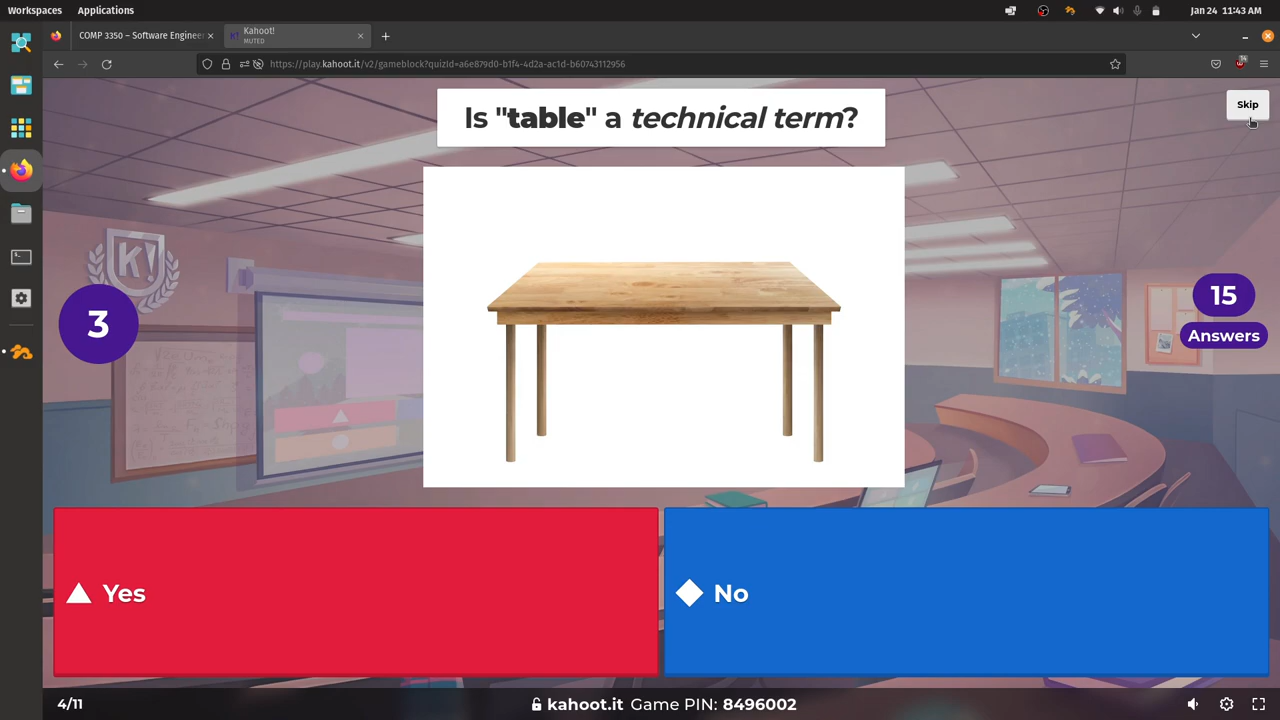 Workspaces Applications Jan 24 11:43 AM
COMP 3350 – Software Engineer Kahoot!
MUTED
https://play.kahoot.it/v2/gameblock?quizId=a6e879d0-b1f4-4d2a-ac1d-b60743112956
Is "table" a technical term?
Skip
K!
3
15
Answers
Yes
No
4/11
kahoot.it Game PIN: 8496002